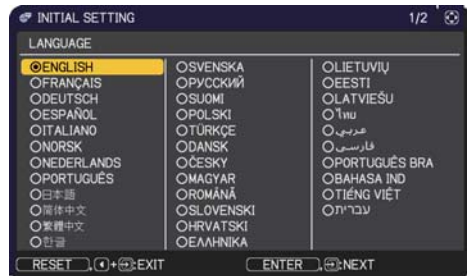 INITIAL SETTING 1/2
LANGUAGE
ENGLISH
FRANÇAIS
DEUTSCH
ESPAÑOL
ITALIANO
NORSK
NEDERLANDS
PORTUGUÊS
日本語
简体中文
繁體中文
한글
SVENSKA
РУССКИЙ
SUOMI
POLSKI
TÜRKÇE
DANSK
ČESKY
MAGYAR
ROMÂNĂ
SLOVENSKI
HRVATSKI
ΕΛΛΗΝΙΚΑ
LIETUVIŲ
EESTI
LATVIEŠU
ไทย
عربي
فارسی
PORTUGUÊS BRA
BAHASA IND
TIẾNG VIỆT
עברית
RESET , + :EXIT ENTER , :NEXT